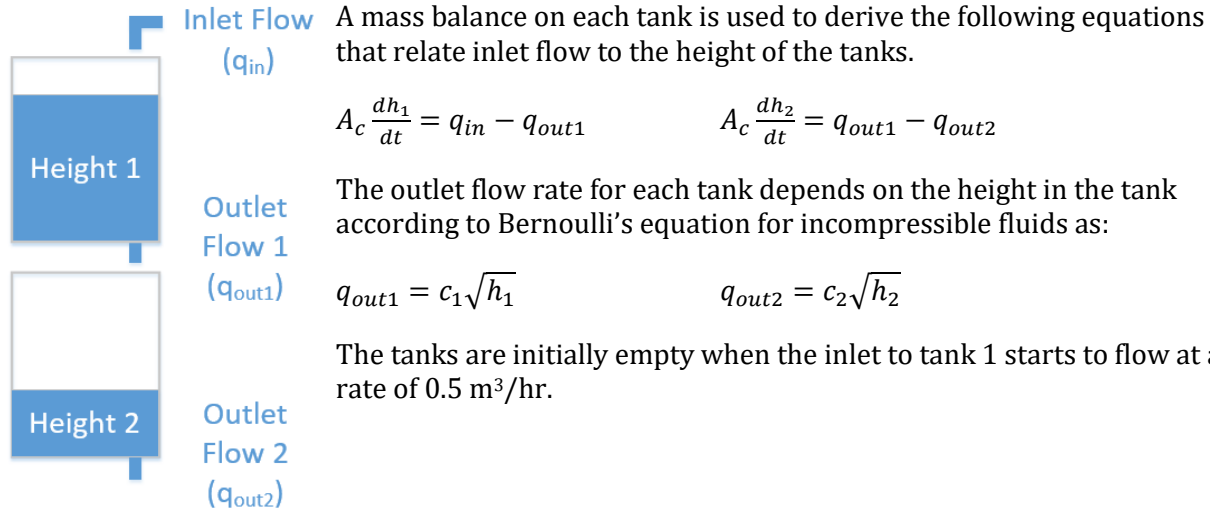 Inlet Flow
(q_in)
Height 1
Outlet
Flow 1
(q_out1)
Height 2
Outlet
Flow 2
(q_out2)
A mass balance on each tank is used to derive the following equations
that relate inlet flow to the height of the tanks.
A_c dh_1/dt = q_in − q_out1    A_c dh_2/dt = q_out1 − q_out2
The outlet flow rate for each tank depends on the height in the tank
according to Bernoulli’s equation for incompressible fluids as:
q_out1 = c_1√h_1    q_out2 = c_2√h_2
The tanks are initially empty when the inlet to tank 1 starts to flow at a
rate of 0.5 m³/hr.